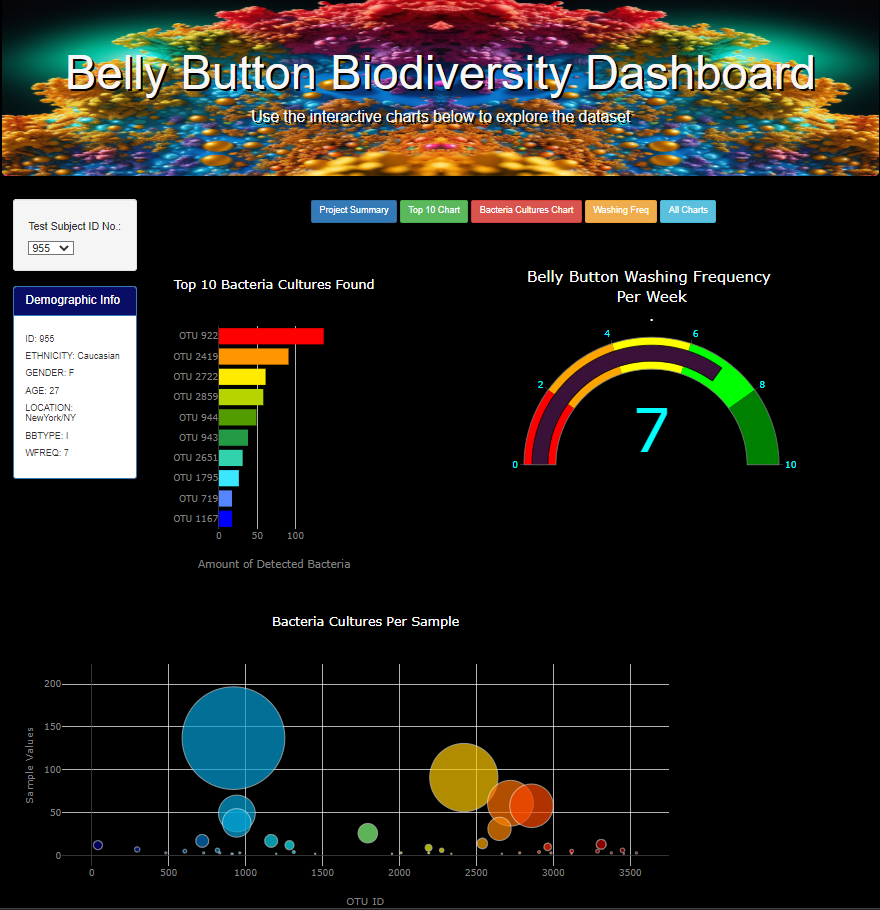 Belly Button Biodiversity Dashboard
Use the interactive charts below to explore the dataset
Test Subject ID No.:
955
Project Summary
Top 10 Chart
Bacteria Cultures Chart
Washing Freq
All Charts
Demographic Info
ID: 955
ETHNICITY: Caucasian
GENDER: F
AGE: 27
LOCATION:
NewYork/NY
BBTYPE: I
WFREQ: 7
Top 10 Bacteria Cultures Found
OTU 922
OTU 2419
OTU 2722
OTU 2859
OTU 944
OTU 943
OTU 2651
OTU 1795
OTU 719
OTU 1167
0 50 100
Amount of Detected Bacteria
Belly Button Washing Frequency
Per Week
.
0
2
4
6
8
10
7
Bacteria Cultures Per Sample
Sample Values
200
150
100
50
0
0 500 1000 1500 2000 2500 3000 3500
OTU ID